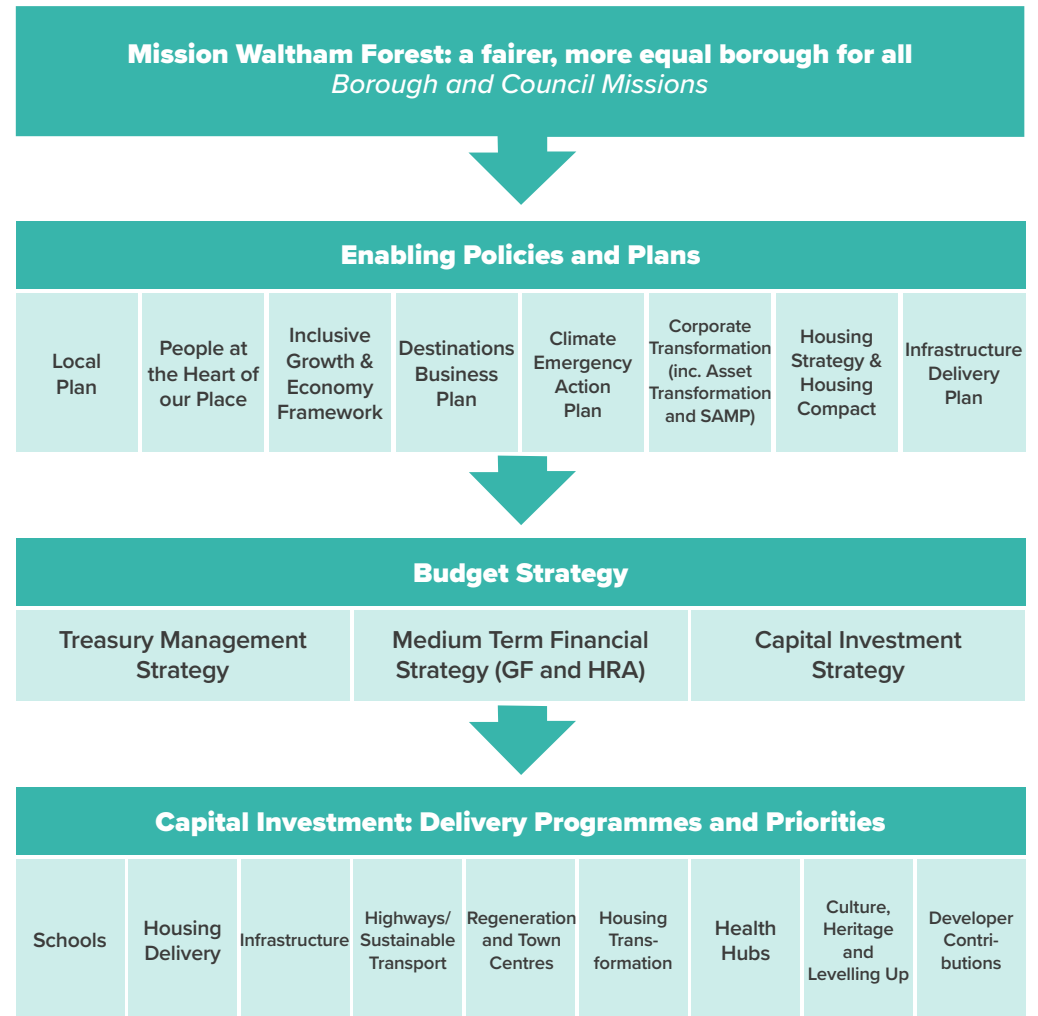 Mission Waltham Forest: a fairer, more equal borough for all
Borough and Council Missions
Enabling Policies and Plans
Local
Plan
People at
the Heart of
our Place
Inclusive
Growth &
Economy
Framework
Destinations
Business
Plan
Climate
Emergency
Action
Plan
Corporate
Transformation
(inc. Asset
Transformation
and SAMP)
Housing
Strategy &
Housing
Compact
Infrastructure
Delivery
Plan
Budget Strategy
Treasury Management
Strategy
Medium Term Financial
Strategy (GF and HRA)
Capital Investment
Strategy
Capital Investment: Delivery Programmes and Priorities
Schools
Housing
Delivery
Infrastructure
Highways/
Sustainable
Transport
Regeneration
and Town
Centres
Housing
Trans-
formation
Health
Hubs
Culture,
Heritage
and
Levelling Up
Developer
Contri-
butions